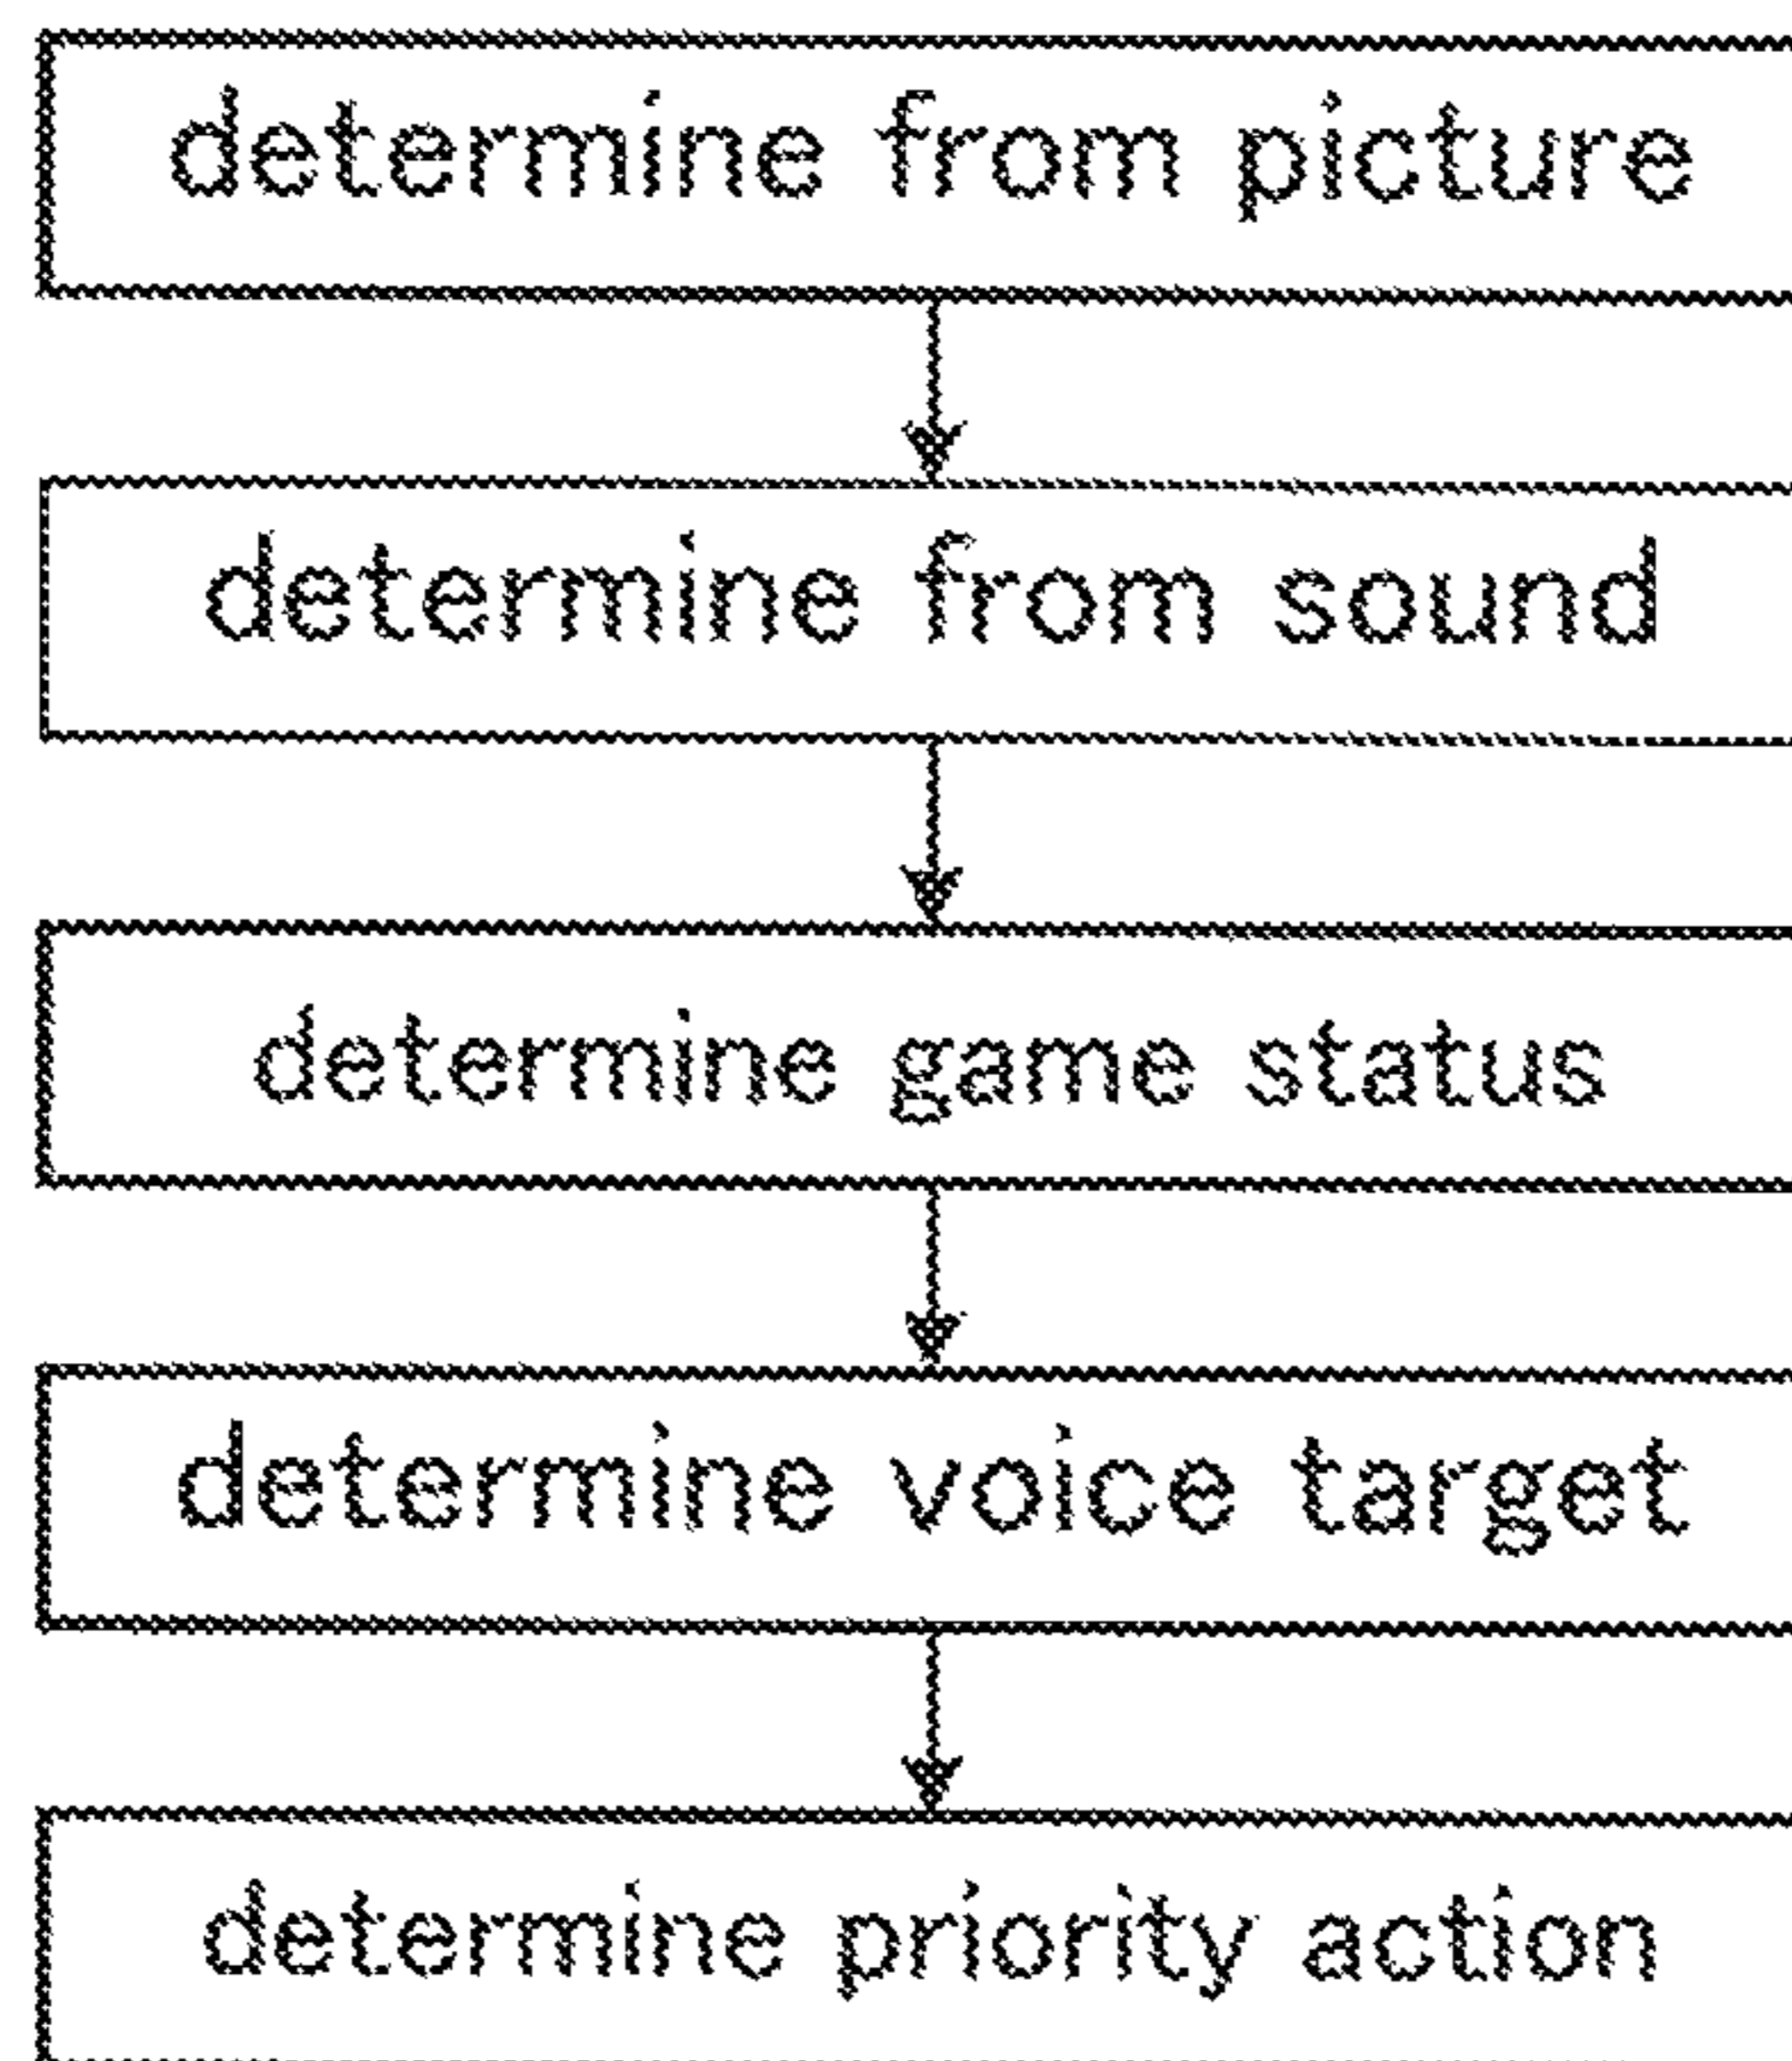 determine from picture
determine from sound
determine game status
determine voice target
determine priority action